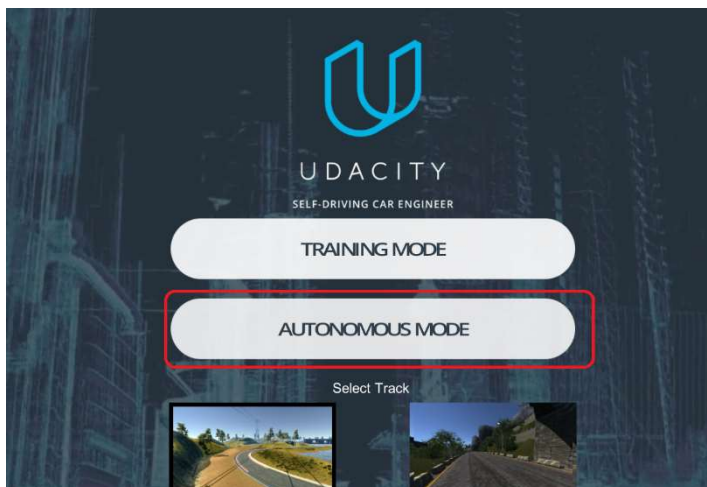 UDACITY
SELF-DRIVING CAR ENGINEER
TRAINING MODE
AUTONOMOUS MODE
Select Track